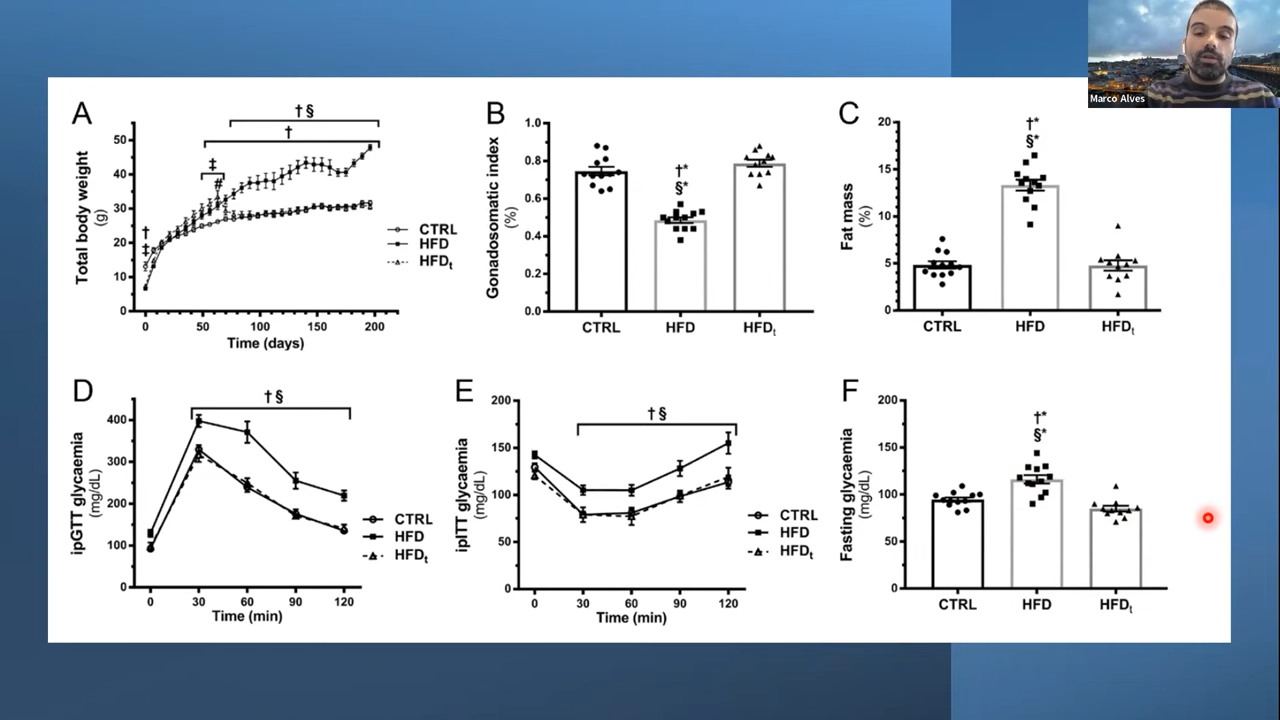 Marco Alves
A
† §
†
‡
#
†
‡
Total body weight
(g)
50
40
30
20
10
0
0 50 100 150 200
Time (days)
CTRL
HFD
HFDt
B
Gonadosomatic index
(%)
1.0
0.8
0.6
0.4
0.2
0.0
†*
§*
CTRL HFD HFDt
C
Fat mass
(%)
20
15
10
5
0
†*
§*
CTRL HFD HFDt
D
† §
ipGTT glycaemia
(mg/dL)
400
300
200
100
0
0 30 60 90 120
Time (min)
CTRL
HFD
HFDt
E
† §
ipITT glycaemia
(mg/dL)
200
150
100
50
0
0 30 60 90 120
Time (min)
CTRL
HFD
HFDt
F
Fasting glycaemia
(mg/dL)
200
150
100
50
0
†*
§*
CTRL HFD HFDt